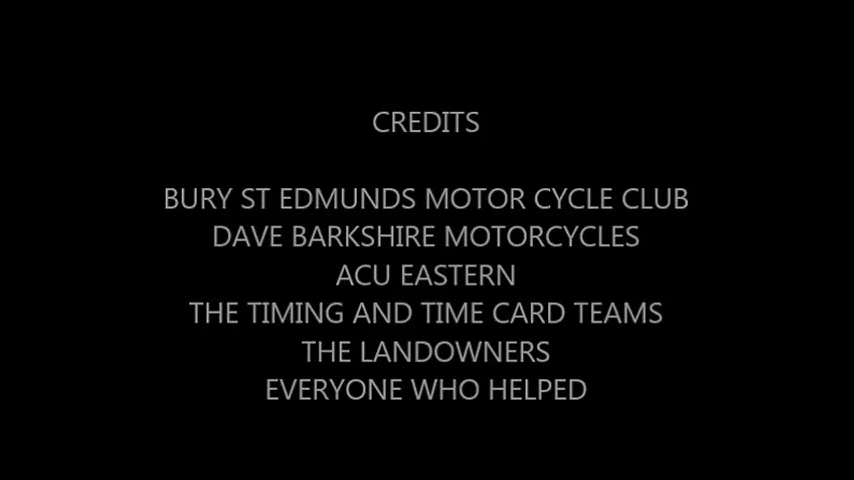 CREDITS
BURY ST EDMUNDS MOTOR CYCLE CLUB
DAVE BARKSHIRE MOTORCYCLES
ACU EASTERN
THE TIMING AND TIME CARD TEAMS
THE LANDOWNERS
EVERYONE WHO HELPED